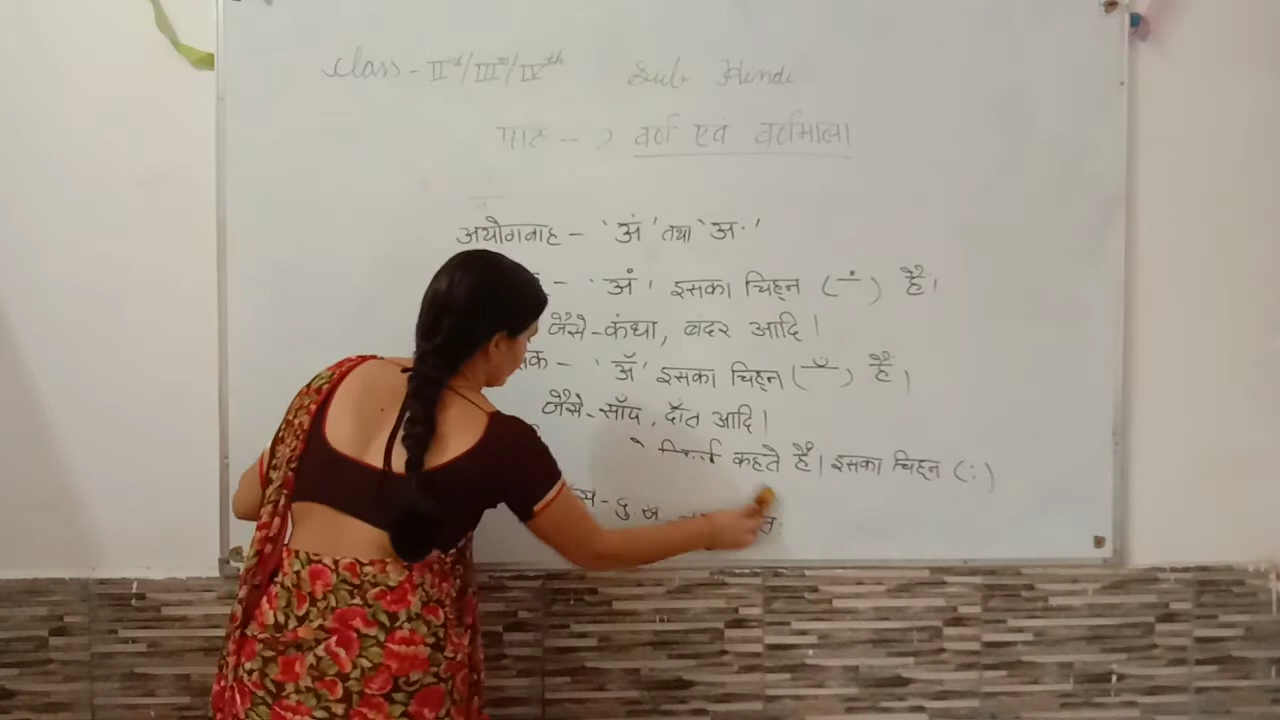 Class - IIⁿᵈ/IIIʳᵈ/IVᵗʰ Sub Hindi
पाठ - 2 वर्ण एवं वर्णमाला
अयोगवाह - 'अं' तथा 'अः'
- 'अं' इसका चिह्न (–ं) है।
जैसे - कंघा, बंदर आदि।
- 'अँ' इसका चिह्न (–ँ) है।
जैसे - साँप, दाँत आदि।
कहते हैं। इसका चिह्न (:)
- दुःख